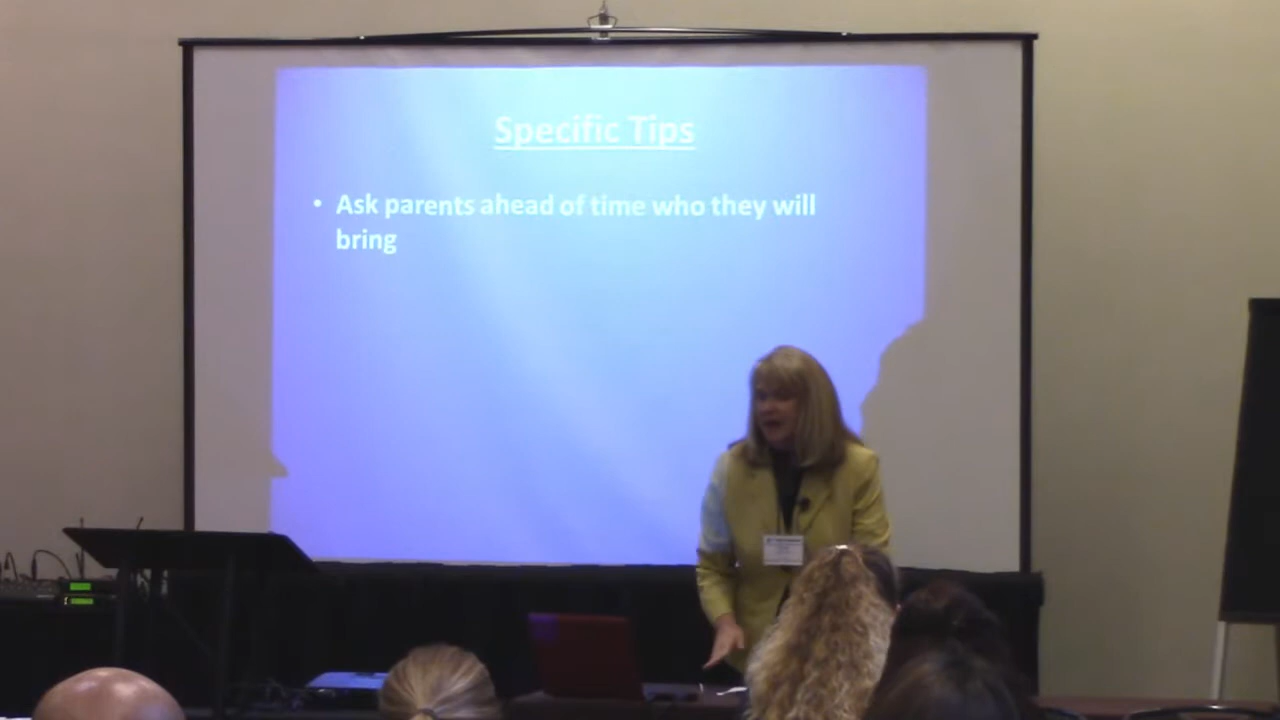 Specific Tips
• Ask parents ahead of time who they will
bring